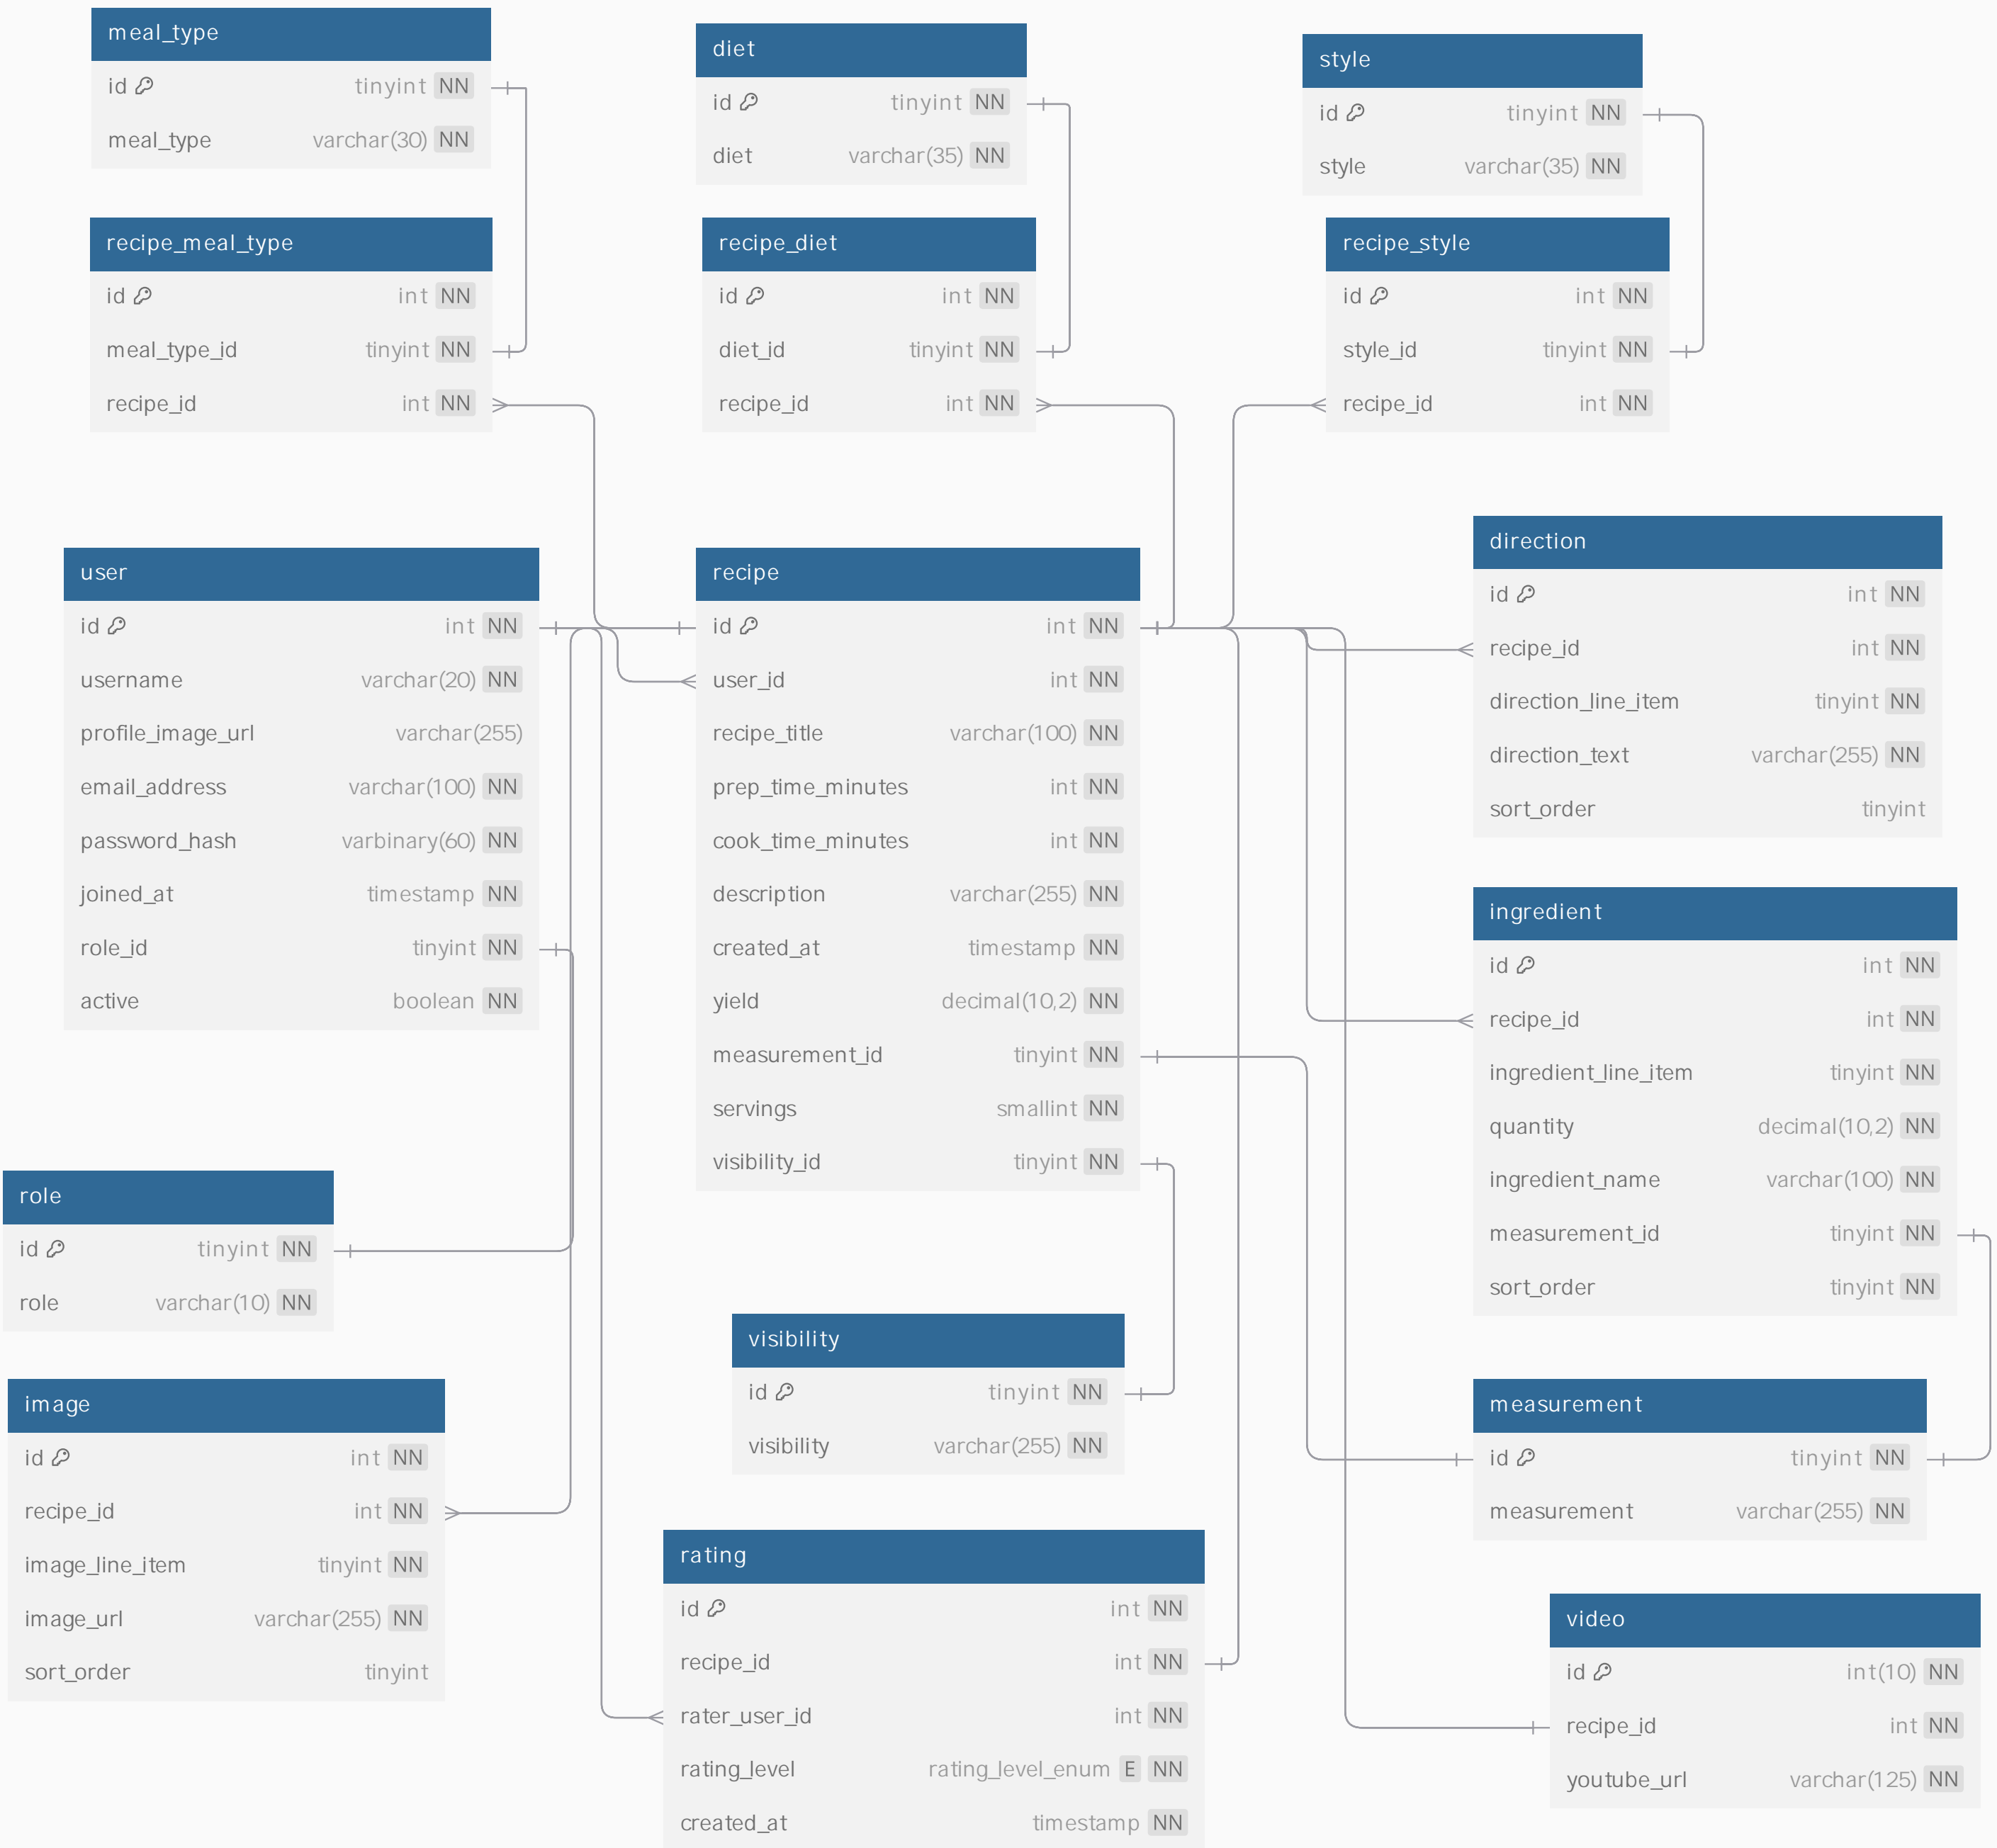 meal_type
id tinyint NN
meal_type varchar(30) NN
diet
id tinyint NN
diet varchar(35) NN
style
id tinyint NN
style varchar(35) NN
recipe_meal_type
id int NN
meal_type_id tinyint NN
recipe_id int NN
recipe_diet
id int NN
diet_id tinyint NN
recipe_id int NN
recipe_style
id int NN
style_id tinyint NN
recipe_id int NN
user
id int NN
username varchar(20) NN
profile_image_url varchar(255)
email_address varchar(100) NN
password_hash varbinary(60) NN
joined_at timestamp NN
role_id tinyint NN
active boolean NN
recipe
id int NN
user_id int NN
recipe_title varchar(100) NN
prep_time_minutes int NN
cook_time_minutes int NN
description varchar(255) NN
created_at timestamp NN
yield decimal(10,2) NN
measurement_id tinyint NN
servings smallint NN
visibility_id tinyint NN
direction
id int NN
recipe_id int NN
direction_line_item tinyint NN
direction_text varchar(255) NN
sort_order tinyint
ingredient
id int NN
recipe_id int NN
ingredient_line_item tinyint NN
quantity decimal(10,2) NN
ingredient_name varchar(100) NN
measurement_id tinyint NN
sort_order tinyint NN
role
id tinyint NN
role varchar(10) NN
visibility
id tinyint NN
visibility varchar(255) NN
image
id int NN
recipe_id int NN
image_line_item tinyint NN
image_url varchar(255) NN
sort_order tinyint
measurement
id tinyint NN
measurement varchar(255) NN
rating
id int NN
recipe_id int NN
rater_user_id int NN
rating_level rating_level_enum E NN
created_at timestamp NN
video
id int(10) NN
recipe_id int NN
youtube_url varchar(125) NN